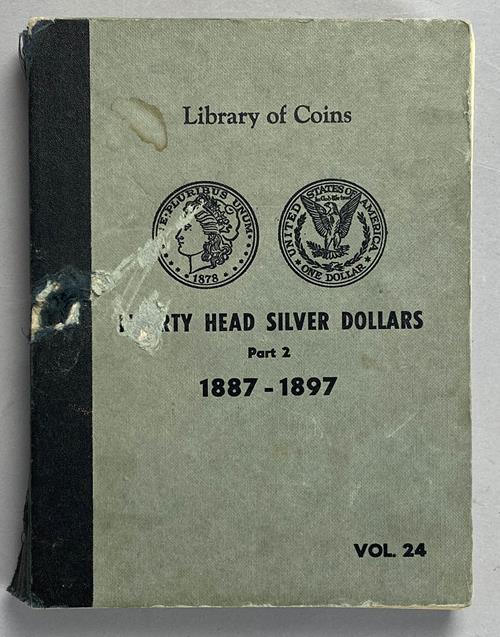 Library of Coins
E·PLURIBUS UNUM
1878
UNITED STATES OF AMERICA
ONE DOLLAR
HEAD SILVER DOLLARS
Part 2
1887-1897
VOL. 24